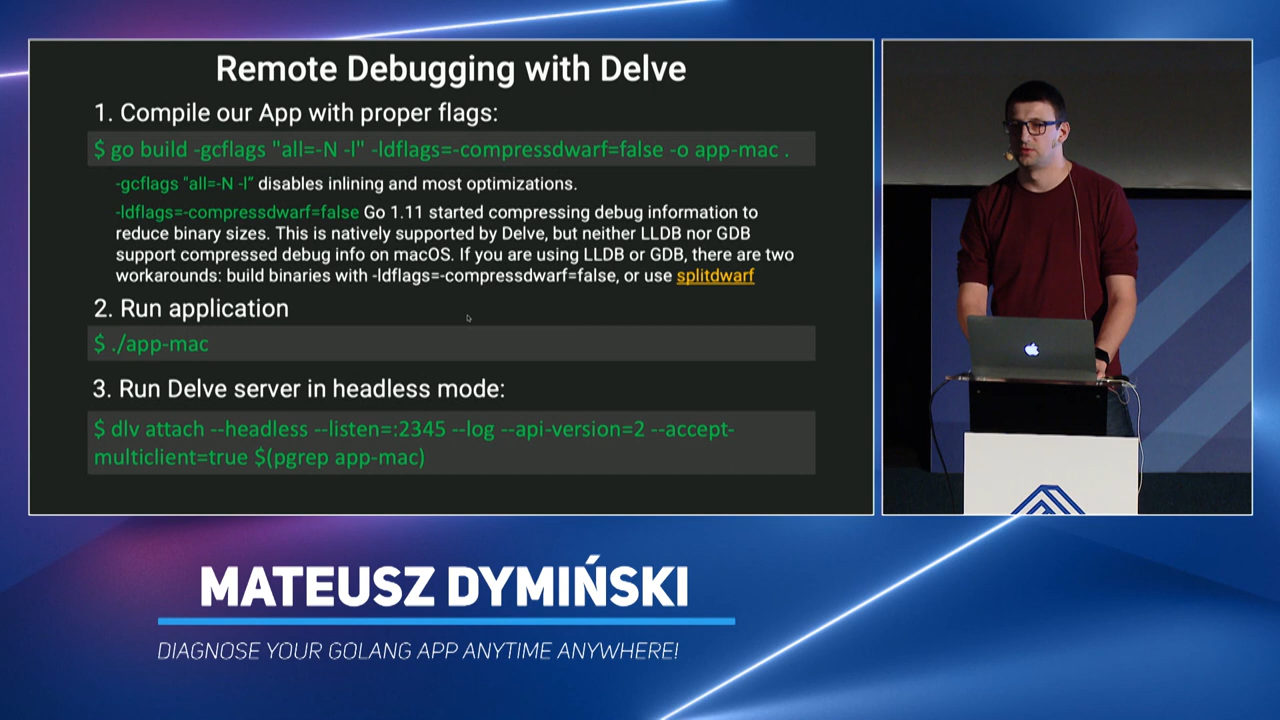 Remote Debugging with Delve
1. Compile our App with proper flags:
$ go build -gcflags "all=-N -l" -ldflags=-compressdwarf=false -o app-mac .
-gcflags "all=-N -l" disables inlining and most optimizations.
-ldflags=-compressdwarf=false Go 1.11 started compressing debug information to
reduce binary sizes. This is natively supported by Delve, but neither LLDB nor GDB
support compressed debug info on macOS. If you are using LLDB or GDB, there are two
workarounds: build binaries with -ldflags=-compressdwarf=false, or use splitdwarf
2. Run application
$ ./app-mac
3. Run Delve server in headless mode:
$ dlv attach --headless --listen=:2345 --log --api-version=2 --accept-
multiclient=true $(pgrep app-mac)
MATEUSZ DYMIŃSKI
DIAGNOSE YOUR GOLANG APP ANYTIME ANYWHERE!